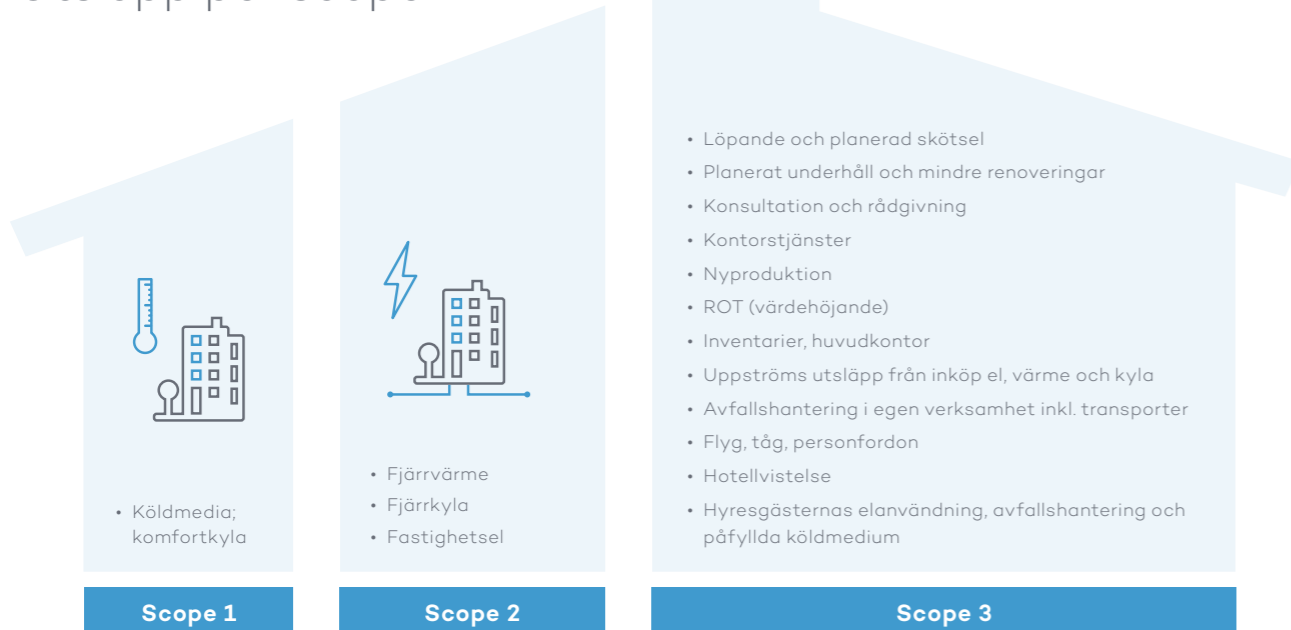 • Köldmedia;
komfortkyla
Scope 1
• Fjärrvärme
• Fjärrkyla
• Fastighetsel
Scope 2
• Löpande och planerad skötsel
• Planerat underhåll och mindre renoveringar
• Konsultation och rådgivning
• Kontorstjänster
• Nyproduktion
• ROT (värdehöjande)
• Inventarier, huvudkontor
• Uppströms utsläpp från inköp el, värme och kyla
• Avfallshantering i egen verksamhet inkl. transporter
• Flyg, tåg, personfordon
• Hotellvistelse
• Hyresgästernas elanvändning, avfallshantering och
påfyllda köldmedium
Scope 3